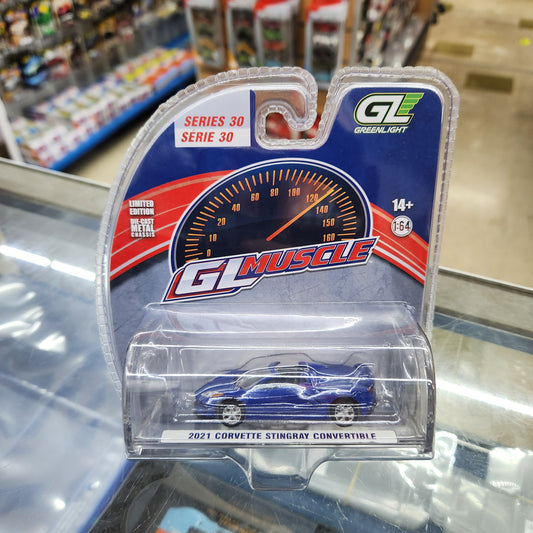 SERIES 30
SERIE 30
GL
GREENLIGHT
LIMITED
EDITION
DIE-CAST
METAL
CHASSIS
14+
1:64
0
10
20
40
60
80
100
120
140
160
160
GL MUSCLE
2021 CORVETTE STINGRAY CONVERTIBLE